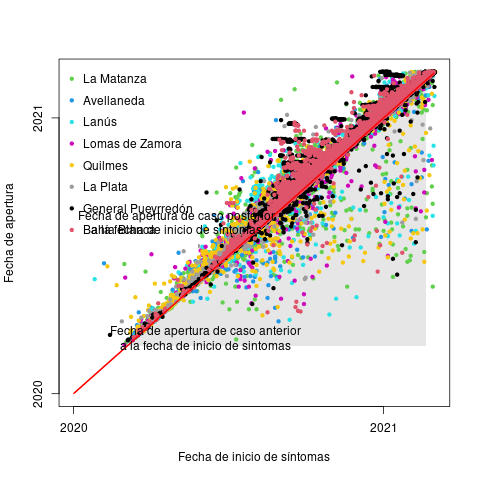 La Matanza
Avellaneda
Lanús
Lomas de Zamora
Quilmes
La Plata
General Pueyrredón
Fecha de apertura de caso posterior
Bahía Blanca
a la fecha de inicio de síntomas
Fecha de apertura de caso anterior
a la fecha de inicio de síntomas
2021
2020
Fecha de apertura
2020
2021
Fecha de inicio de síntomas